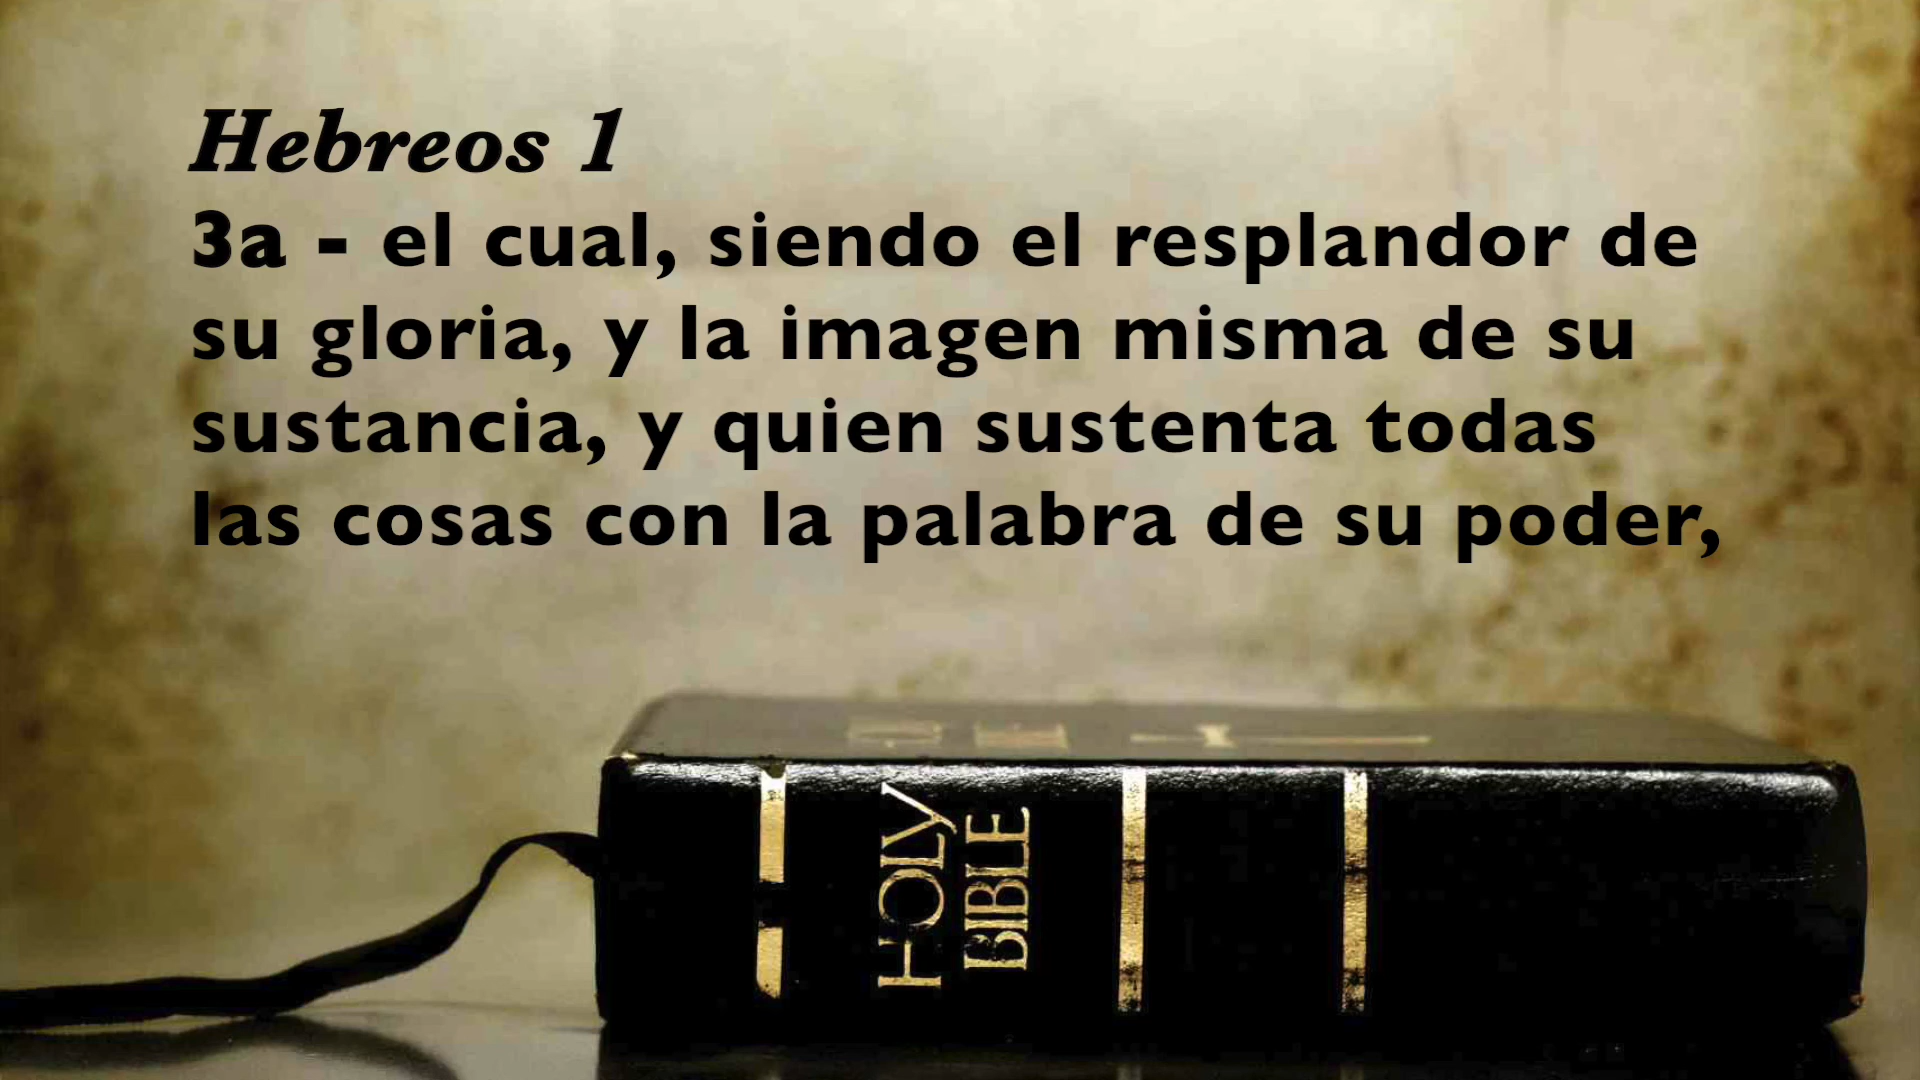 Hebreos 1
3a - el cual, siendo el resplandor de
su gloria, y la imagen misma de su
sustancia, y quien sustenta todas
las cosas con la palabra de su poder,
HOLY
BIBLE